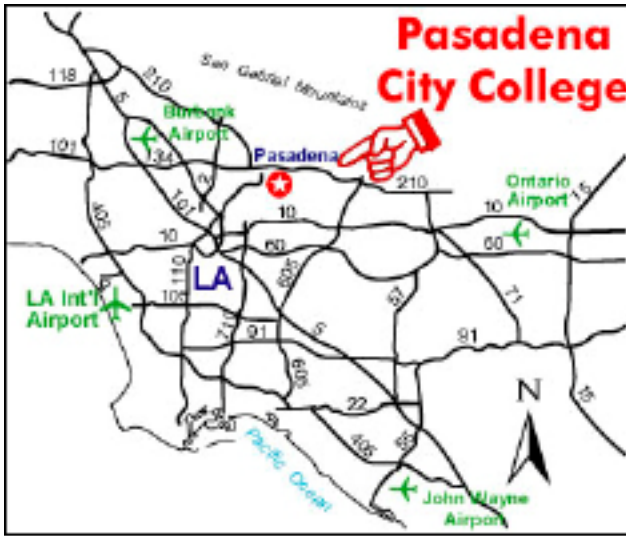 Pasadena
City College
San Gabriel Mountains
118
210
5
Burbank
Airport
101
134
2
Pasadena
210
Ontario
Airport
15
405
101
10
10
60
10
60
110
LA
605
LA Int'l
Airport
105
710
57
71
91
5
91
605
22
405
55
15
N
Pacific Ocean
John Wayne
Airport